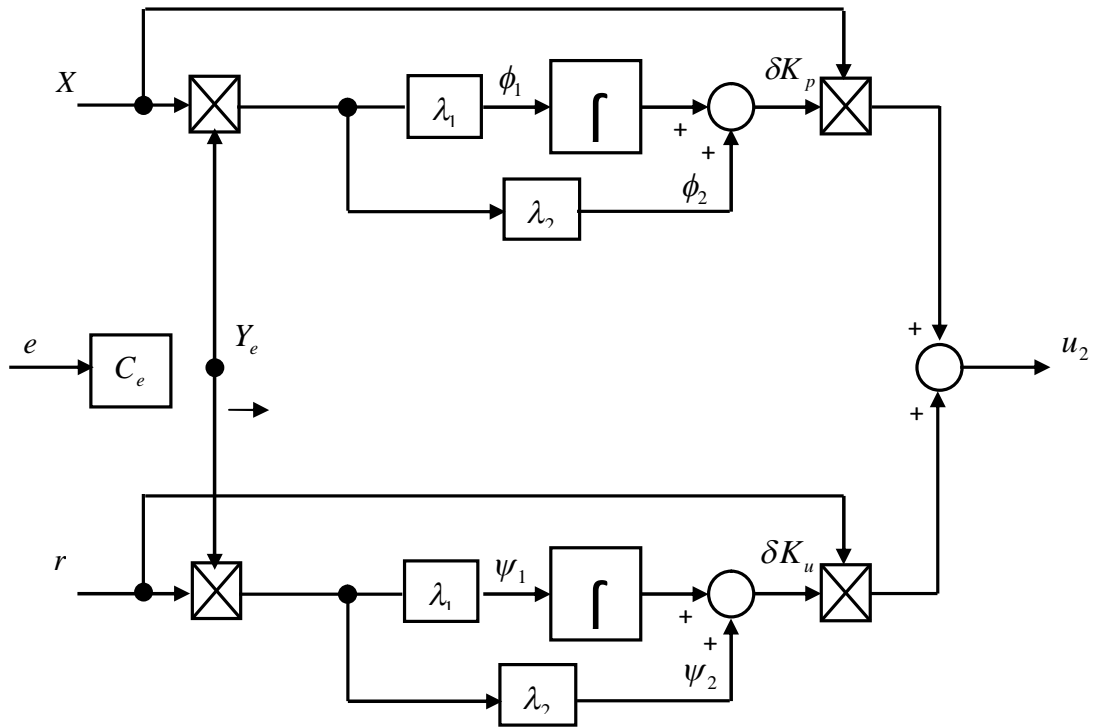 X
λ₁
ϕ₁
∫
+
+
δKₚ
λ₂
ϕ₂
e
Cₑ
Yₑ
+
+
u₂
r
λ₁
ψ₁
∫
+
+
δKᵤ
λ₂
ψ₂